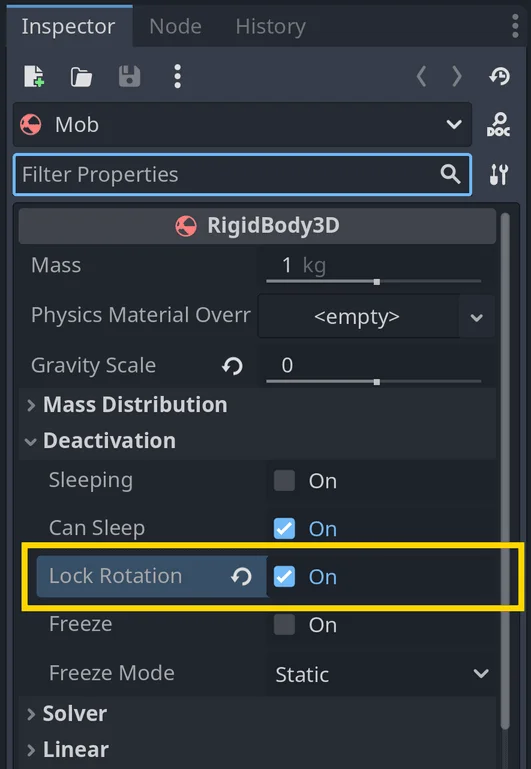 Inspector Node History
DOC
Mob
Filter Properties
RigidBody3D
Mass 1 kg
Physics Material Overr <empty>
Gravity Scale 0
Mass Distribution
Deactivation
Sleeping On
Can Sleep On
Lock Rotation On
Freeze On
Freeze Mode Static
Solver
Linear